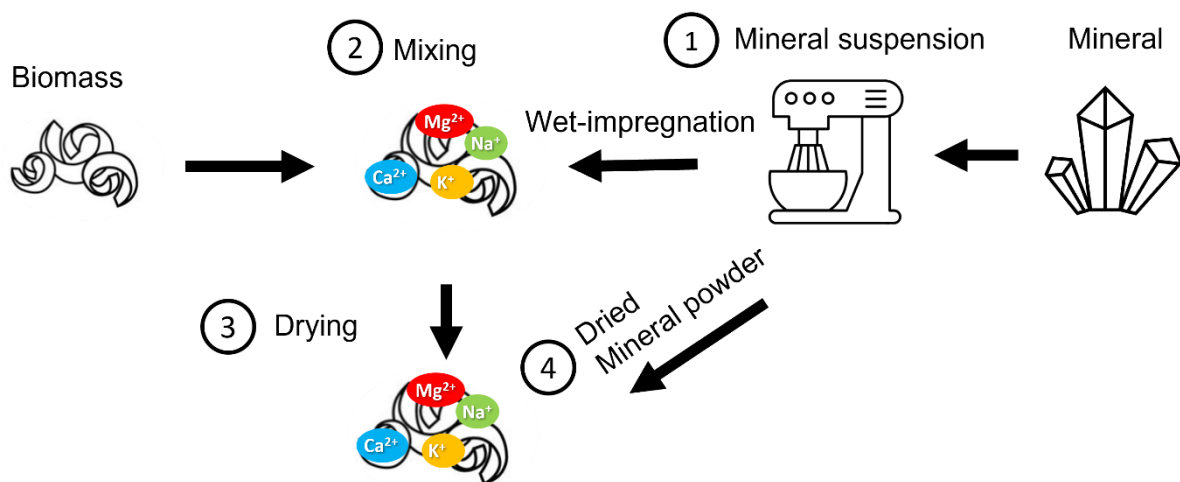 2 Mixing
1 Mineral suspension
Mineral
Biomass
Wet-impregnation
Mg²⁺
Na⁺
Ca²⁺
K⁺
3 Drying
4 Dried
Mineral powder
Mg²⁺
Na⁺
Ca²⁺
K⁺